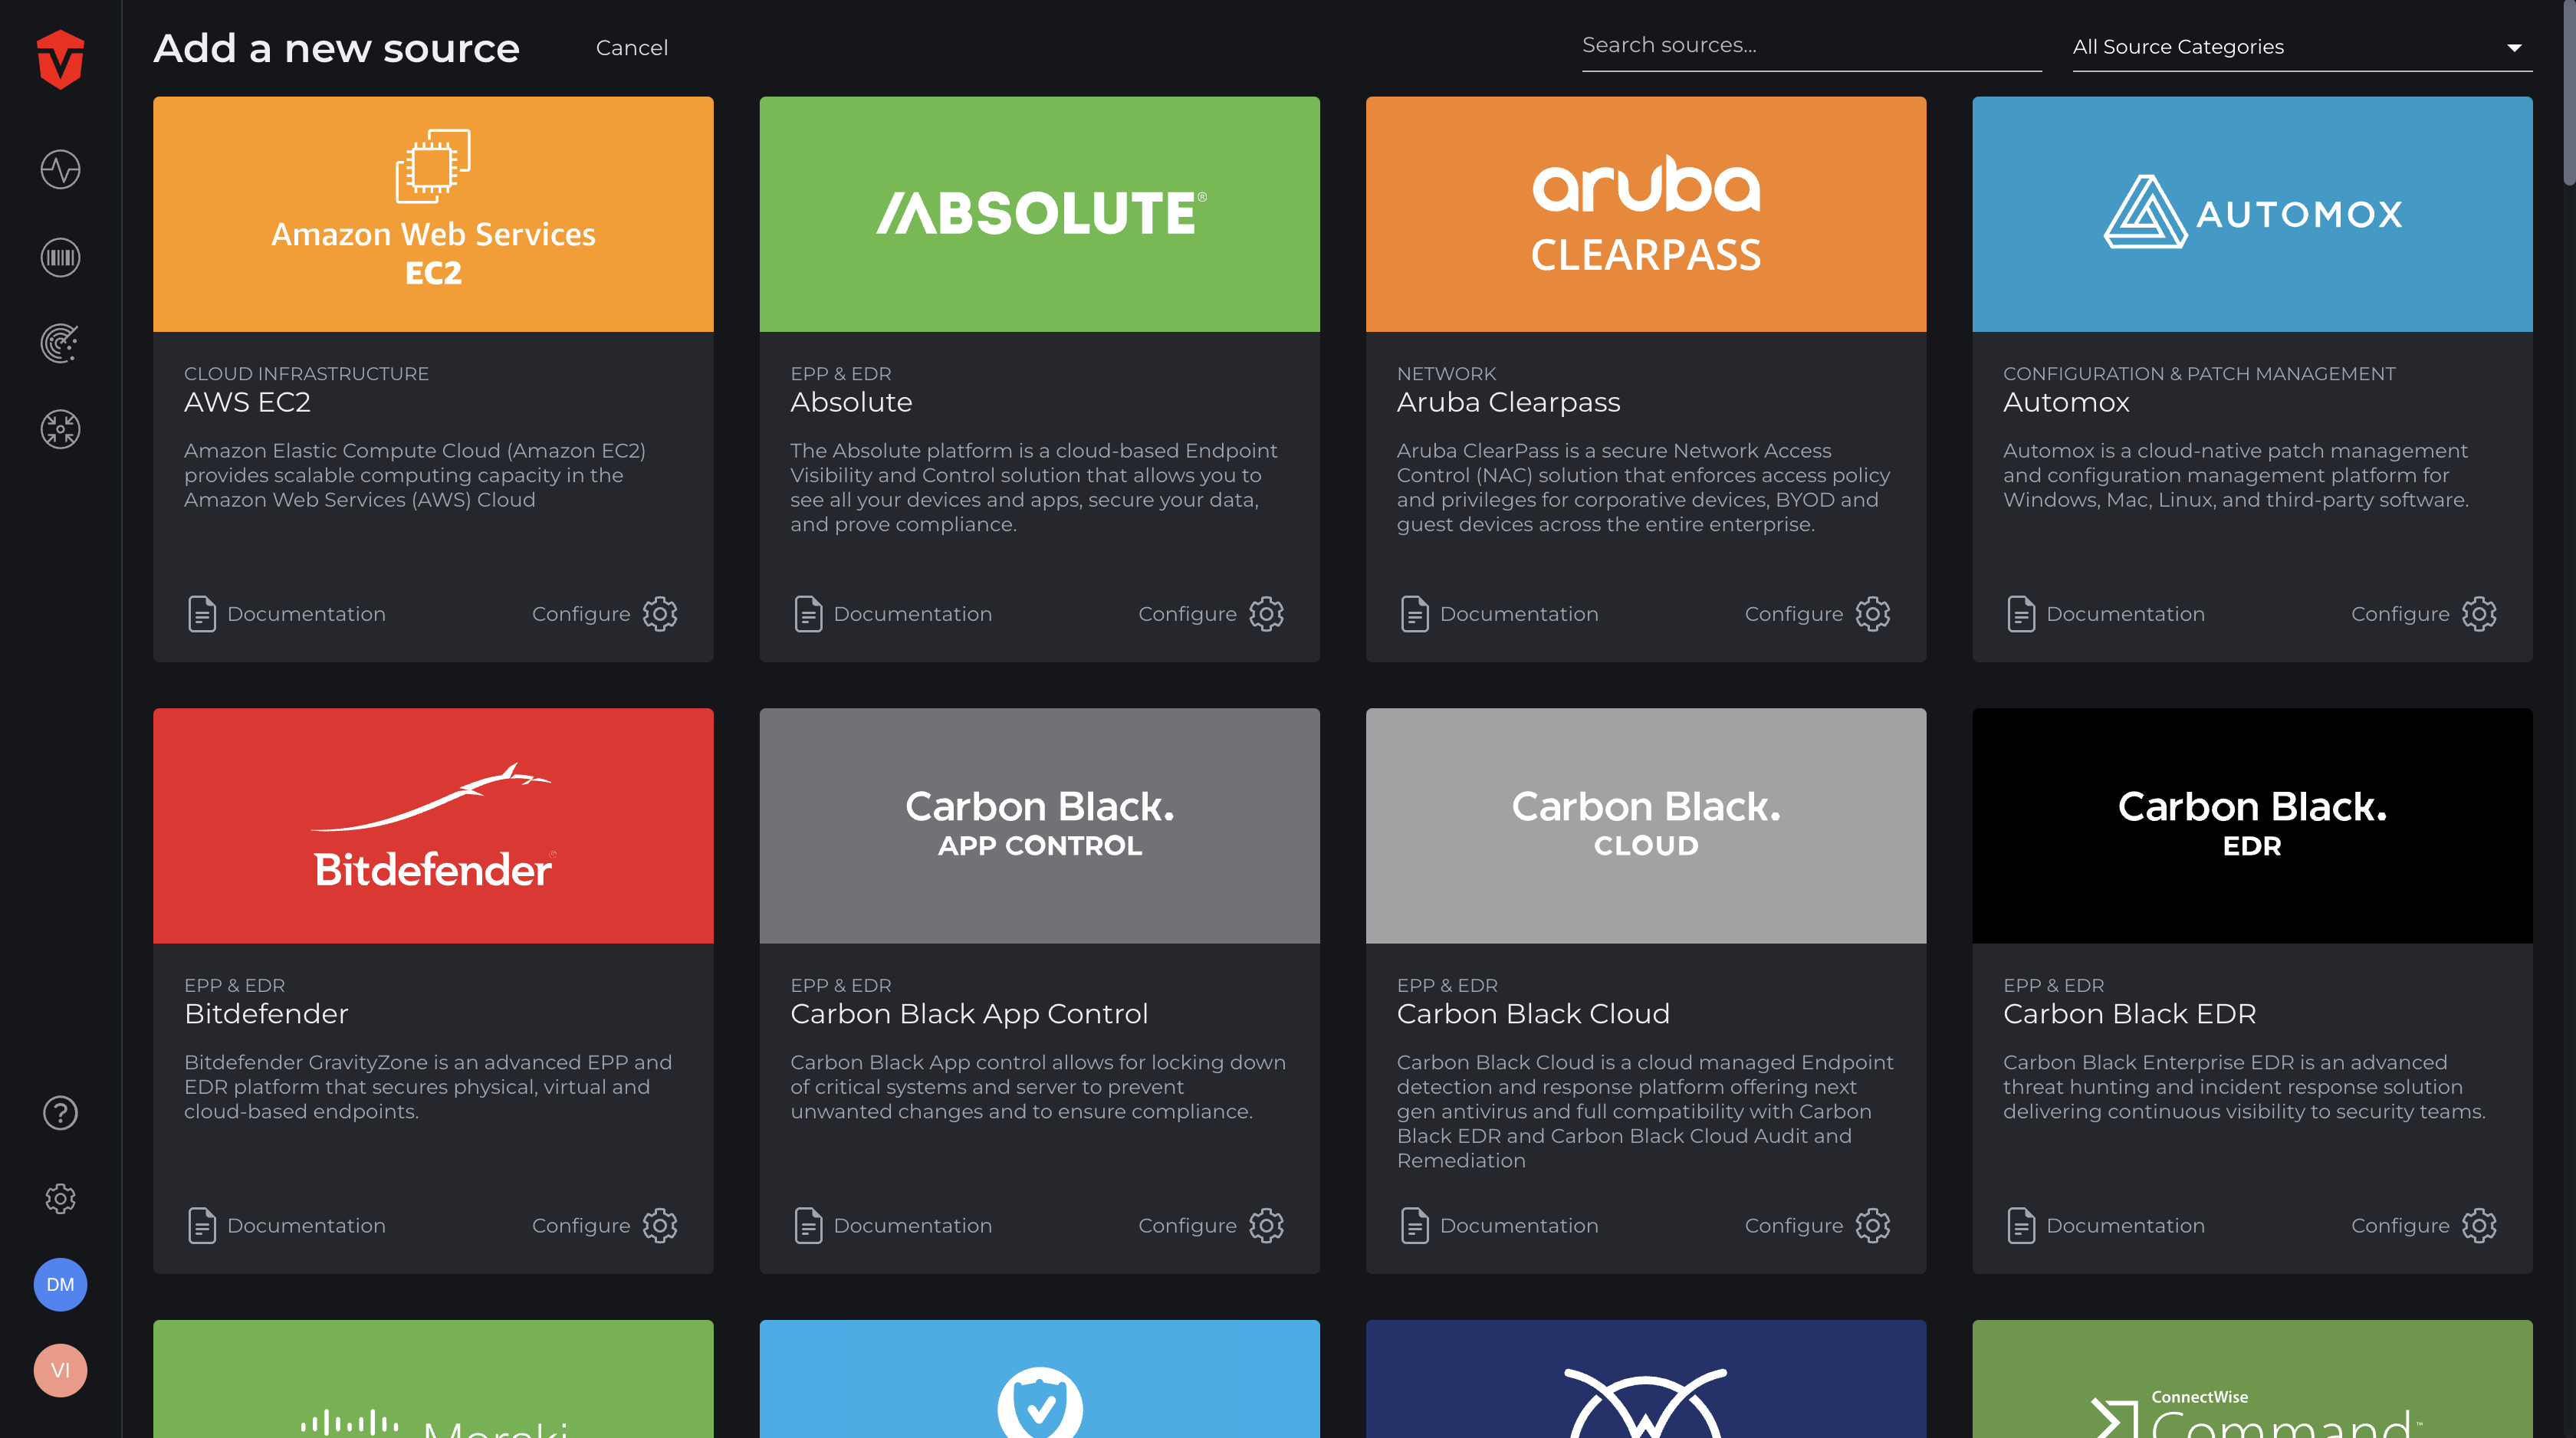 Add a new source
Cancel
Search sources...
All Source Categories
Amazon Web Services
EC2
CLOUD INFRASTRUCTURE
AWS EC2
Amazon Elastic Compute Cloud (Amazon EC2)
provides scalable computing capacity in the
Amazon Web Services (AWS) Cloud
Documentation
Configure
ABSOLUTE®
EPP & EDR
Absolute
The Absolute platform is a cloud-based Endpoint
Visibility and Control solution that allows you to
see all your devices and apps, secure your data,
and prove compliance.
Documentation
Configure
aruba
CLEARPASS
NETWORK
Aruba Clearpass
Aruba ClearPass is a secure Network Access
Control (NAC) solution that enforces access policy
and privileges for corporative devices, BYOD and
guest devices across the entire enterprise.
Documentation
Configure
AUTOMOX
CONFIGURATION & PATCH MANAGEMENT
Automox
Automox is a cloud-native patch management
and configuration management platform for
Windows, Mac, Linux, and third-party software.
Documentation
Configure
Bitdefender
EPP & EDR
Bitdefender
Bitdefender GravityZone is an advanced EPP and
EDR platform that secures physical, virtual and
cloud-based endpoints.
Documentation
Configure
Carbon Black.
APP CONTROL
EPP & EDR
Carbon Black App Control
Carbon Black App control allows for locking down
of critical systems and server to prevent
unwanted changes and to ensure compliance.
Documentation
Configure
Carbon Black.
CLOUD
EPP & EDR
Carbon Black Cloud
Carbon Black Cloud is a cloud managed Endpoint
detection and response platform offering next
gen antivirus and full compatibility with Carbon
Black EDR and Carbon Black Cloud Audit and
Remediation
Documentation
Configure
Carbon Black.
EDR
EPP & EDR
Carbon Black EDR
Carbon Black Enterprise EDR is an advanced
threat hunting and incident response solution
delivering continuous visibility to security teams.
Documentation
Configure
Meraki
ConnectWise
Command™
?
DM
VI